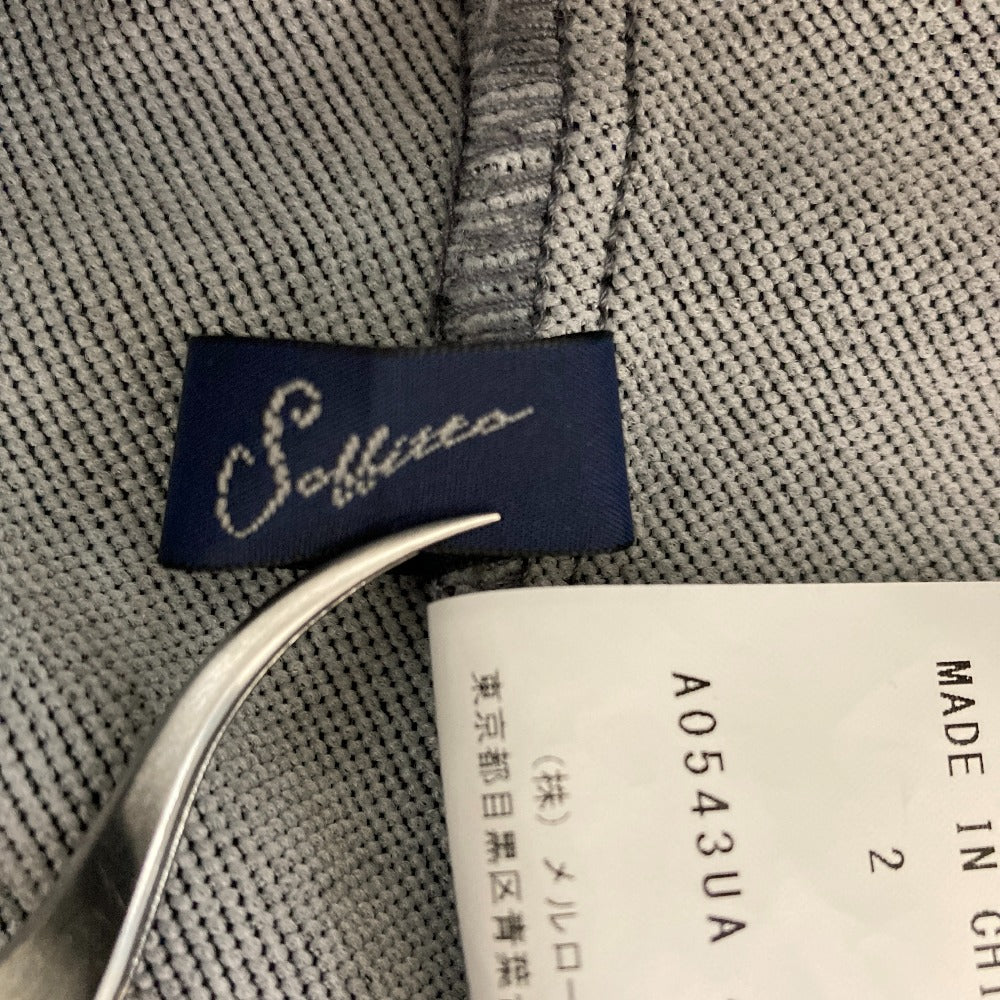 Soffitto
MADE IN CHI
2
A0543UA
(株) メルロー
東京都目黒区青葉